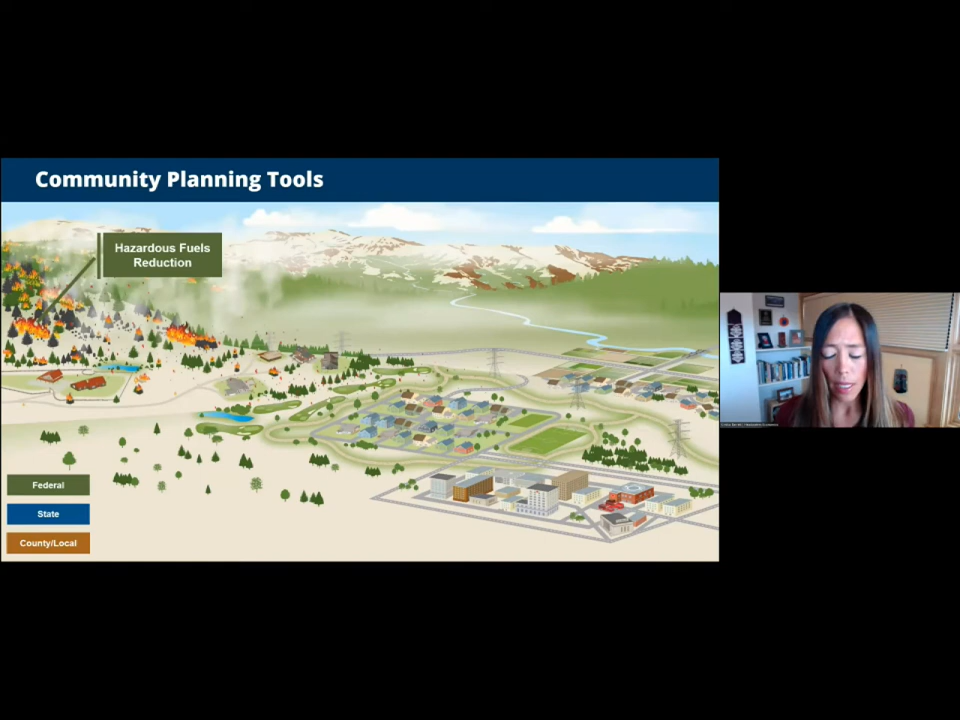 Community Planning Tools
Hazardous Fuels
Reduction
Federal
State
County/Local